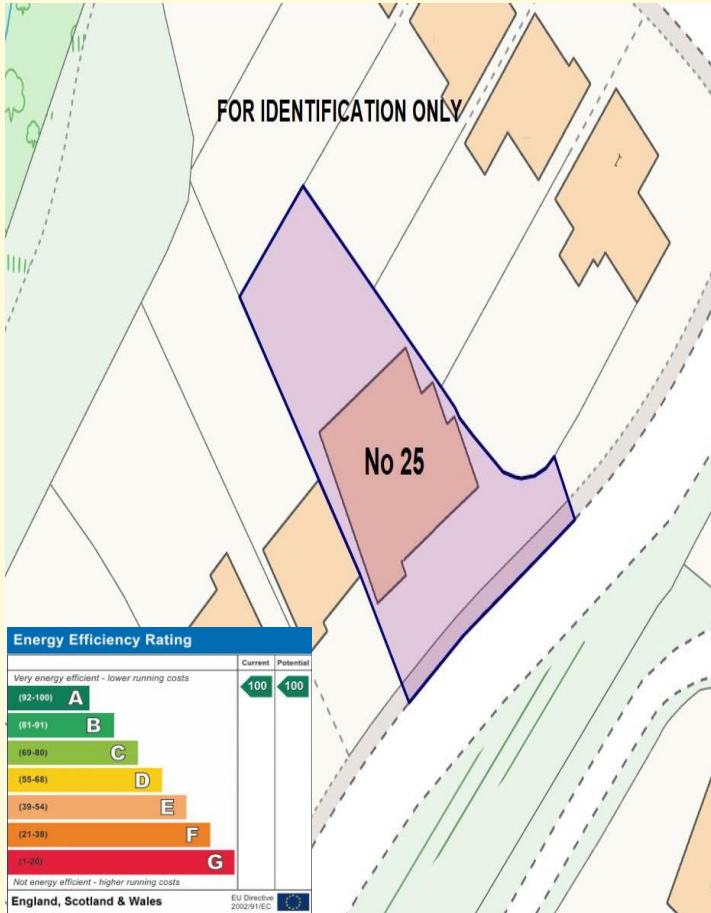 FOR IDENTIFICATION ONLY
No 25
Energy Efficiency Rating
Current Potential
Very energy efficient - lower running costs
(92-100) A 100 100
(81-91) B
(69-80) C
(55-68) D
(39-54) E
(21-38) F
(1-20) G
Not energy efficient - higher running costs
England, Scotland & Wales
EU Directive
2002/91/EC